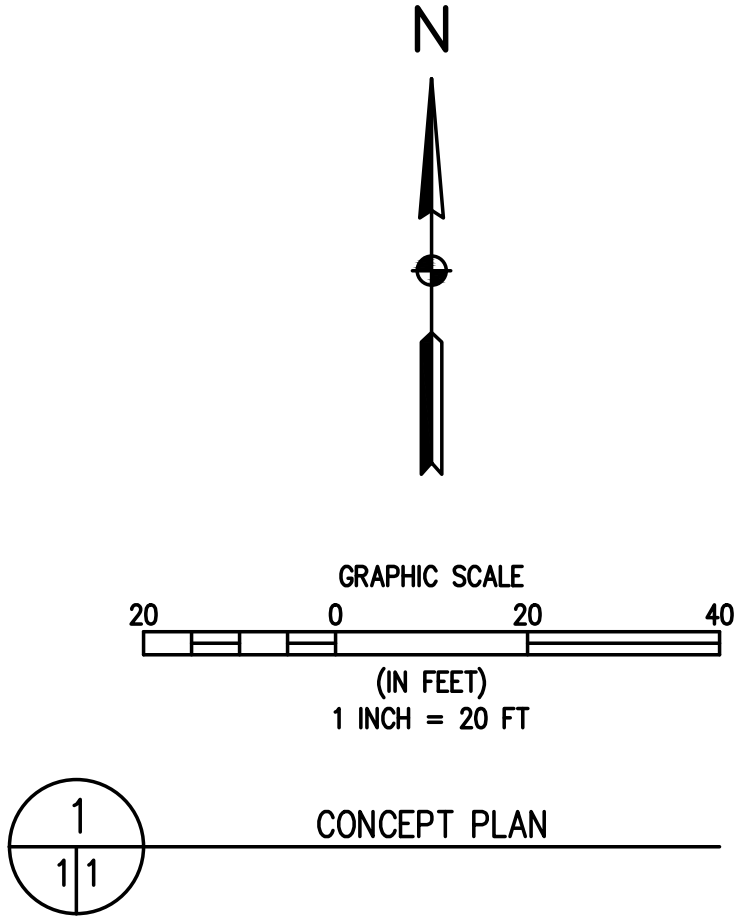 N
GRAPHIC SCALE
20 0 20 40
(IN FEET)
1 INCH = 20 FT
1
CONCEPT PLAN
1 1